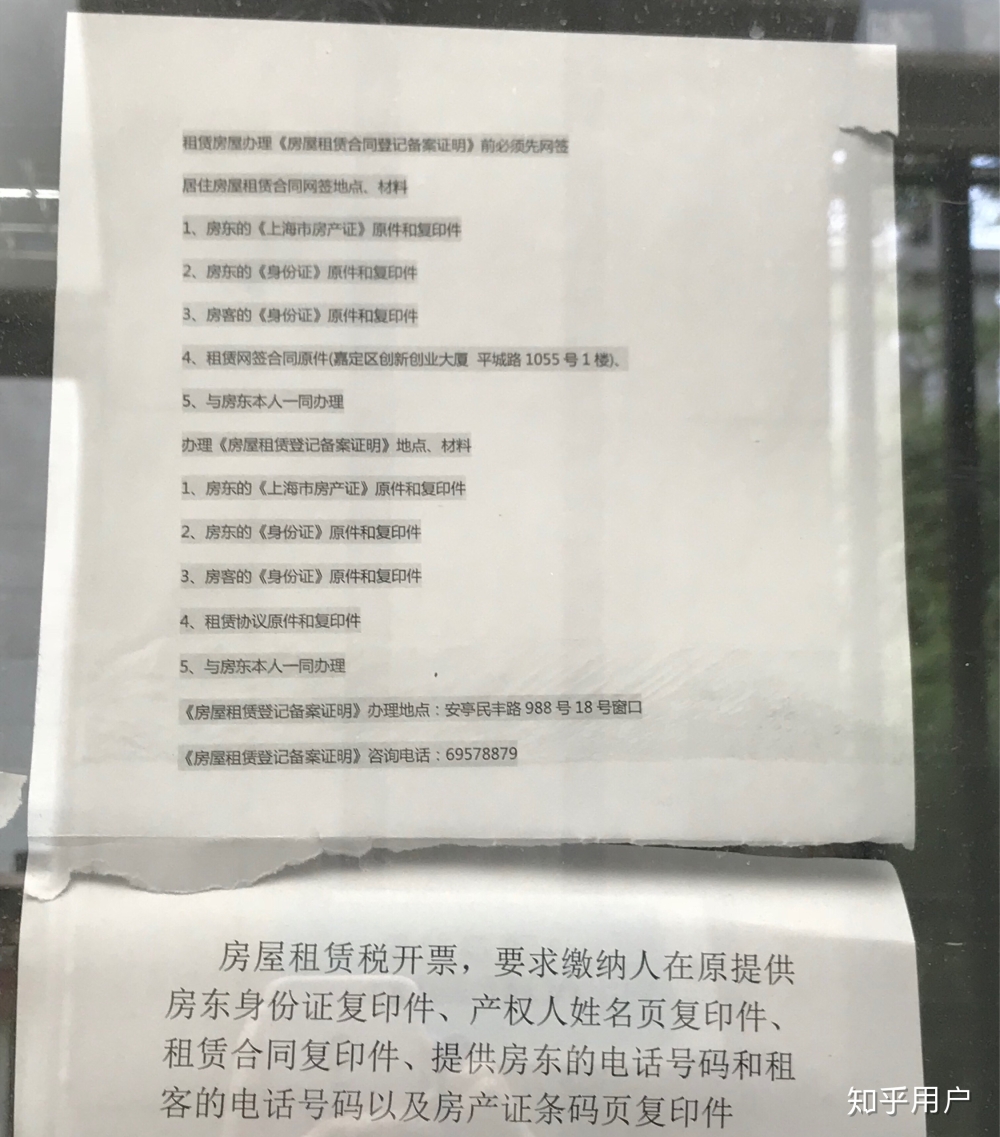 租赁房屋办理《房屋租赁合同登记备案证明》前必须先网签
居住房屋租赁合同网签地点、材料
1、房东的《上海市房产证》原件和复印件
2、房东的《身份证》原件和复印件
3、房客的《身份证》原件和复印件
4、租赁网签合同原件(嘉定区创新创业大厦 平城路1055号1楼)、
5、与房东本人一同办理
办理《房屋租赁登记备案证明》地点、材料
1、房东的《上海市房产证》原件和复印件
2、房东的《身份证》原件和复印件
3、房客的《身份证》原件和复印件
4、租赁协议原件和复印件
5、与房东本人一同办理
《房屋租赁登记备案证明》办理地点：安亭民丰路988号18号窗口
《房屋租赁登记备案证明》咨询电话：69578879
房屋租赁税开票，要求缴纳人在原提供
房东身份证复印件、产权人姓名页复印件、
租赁合同复印件、提供房东的电话号码和租
客的电话号码以及房产证条码页复印件
知乎用户